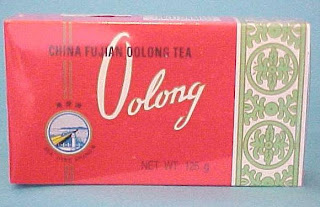 CHINA FUJIAN OOLONG TEA
Oolong
NET WT 125 g